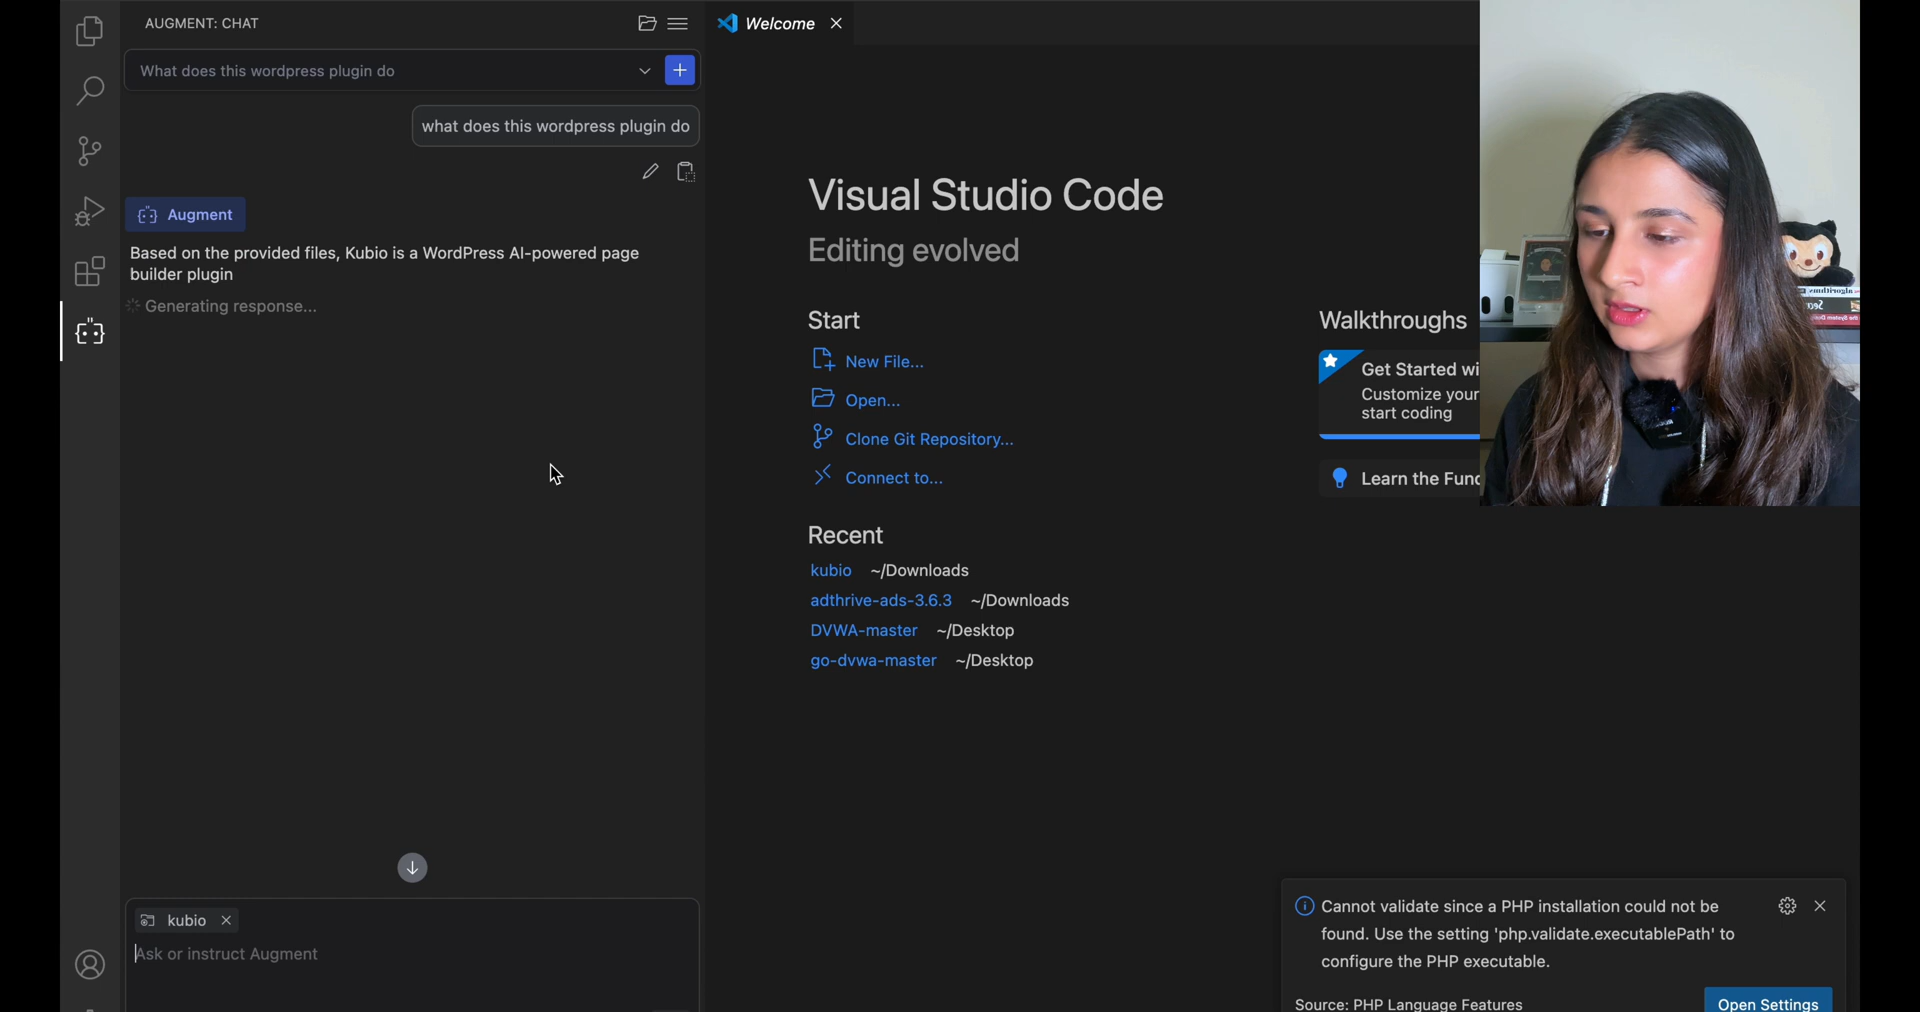 AUGMENT: CHAT
What does this wordpress plugin do
what does this wordpress plugin do
Augment
Based on the provided files, Kubio is a WordPress AI-powered page
builder plugin
Generating response...
kubio
Ask or instruct Augment
Welcome
Visual Studio Code
Editing evolved
Start
New File...
Open...
Clone Git Repository...
Connect to...
Recent
kubio ~/Downloads
adthrive-ads-3.6.3 ~/Downloads
DVWA-master ~/Desktop
go-dvwa-master ~/Desktop
Walkthroughs
Get Started wi
Customize your
start coding
Learn the Func
Cannot validate since a PHP installation could not be
found. Use the setting 'php.validate.executablePath' to
configure the PHP executable.
Source: PHP Language Features
Open Settings